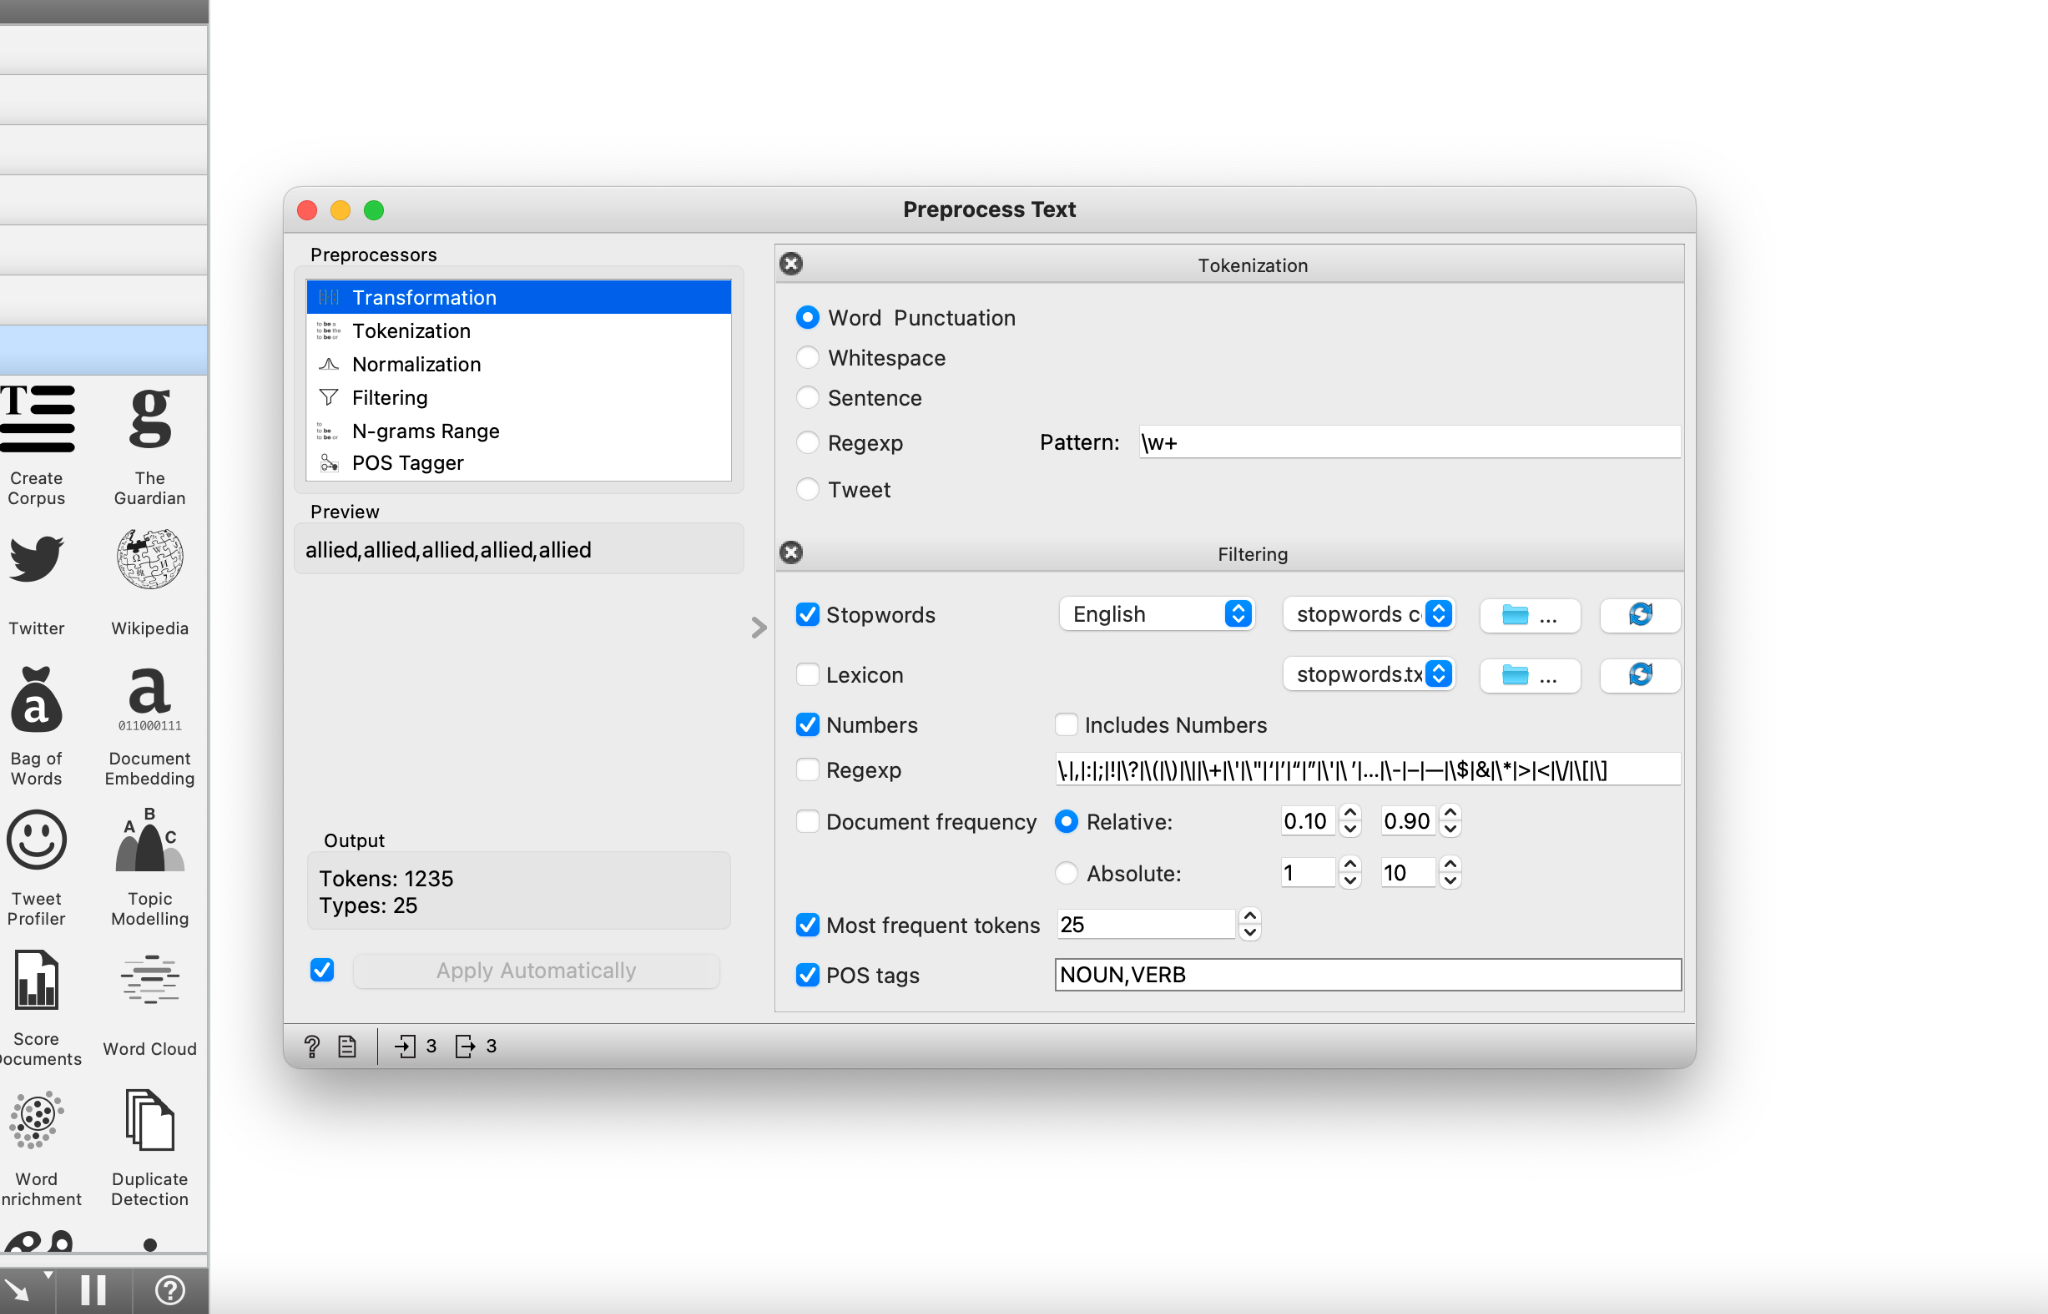 Preprocess Text
Preprocessors
Transformation
Tokenization
Normalization
Filtering
N-grams Range
POS Tagger
Preview
allied,allied,allied,allied,allied
Output
Tokens: 1235
Types: 25
Apply Automatically
? 3 3
Tokenization
Word Punctuation
Whitespace
Sentence
Regexp Pattern: \w+
Tweet
Filtering
Stopwords English stopwords c ...
Lexicon stopwords.tx ...
Numbers Includes Numbers
Regexp \.|,|:|;|!|\?|\(|\)|\||\+|\'|\"|‘|’|“|”|\'|\ ’|…|\-|–|—|\$|&|\*|>|<|\/|\[|\]
Document frequency Relative: 0.10 0.90
Absolute: 1 10
Most frequent tokens 25
POS tags NOUN,VERB
T g
Create Corpus
The Guardian
Twitter
Wikipedia
a
a
011000111
Bag of Words
Document Embedding
A B C
Tweet Profiler
Topic Modelling
Score
ocuments
Word Cloud
Word
nrichment
Duplicate Detection
?